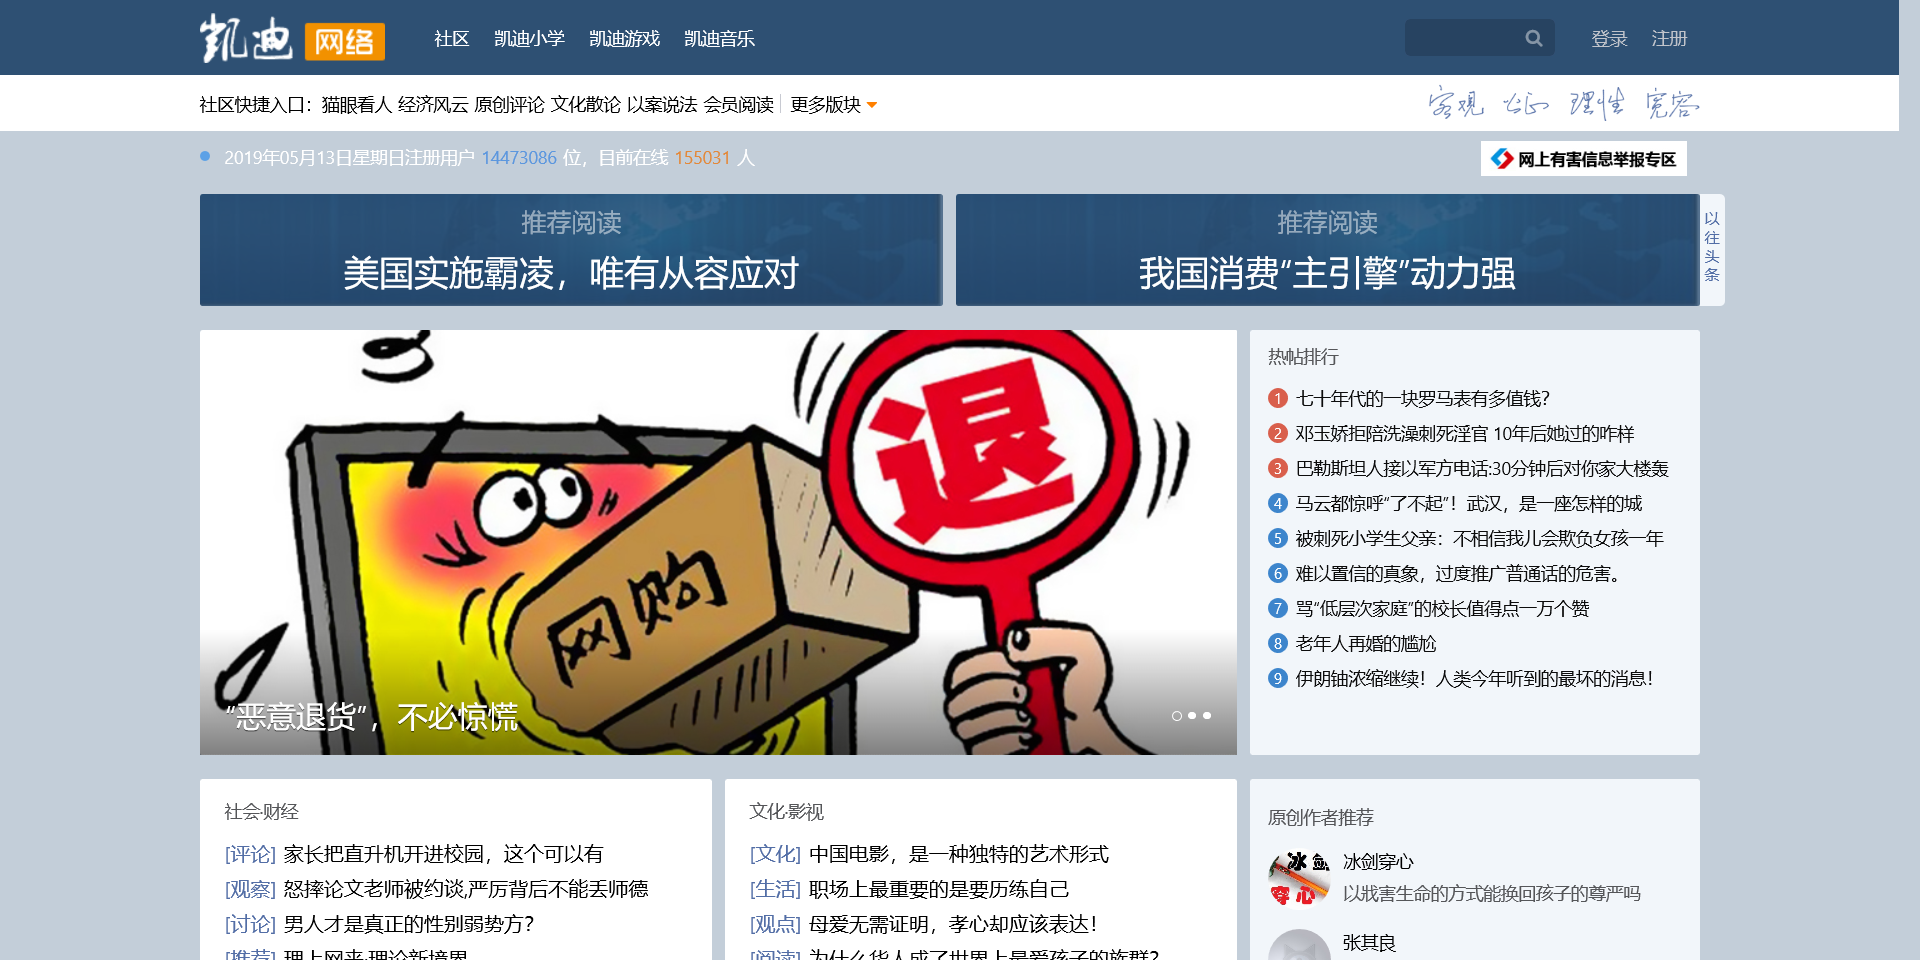 凯迪 网络 社区 凯迪小学 凯迪游戏 凯迪音乐 登录 注册
社区快捷入口：猫眼看人 经济风云 原创评论 文化散论 以案说法 会员阅读 更多版块 客观 公正 理性 宽容
2019年05月13日星期日注册用户 14473086 位，目前在线 155031 人 网上有害信息举报专区
推荐阅读
美国实施霸凌，唯有从容应对
推荐阅读
我国消费“主引擎”动力强
以往头条
退
网购
“恶意退货”，不必惊慌
热帖排行
1 七十年代的一块罗马表有多值钱?
2 邓玉娇拒陪洗澡刺死淫官 10年后她过的咋样
3 巴勒斯坦人接以军方电话:30分钟后对你家大楼轰
4 马云都惊呼“了不起”！武汉，是一座怎样的城
5 被刺死小学生父亲：不相信我儿会欺负女孩一年
6 难以置信的真象，过度推广普通话的危害。
7 骂“低层次家庭”的校长值得点一万个赞
8 老年人再婚的尴尬
9 伊朗铀浓缩继续！人类今年听到的最坏的消息！
社会·财经
[评论] 家长把直升机开进校园，这个可以有
[观察] 怒摔论文老师被约谈,严厉背后不能丢师德
[讨论] 男人才是真正的性别弱势方?
[推荐] 理上网来·理论新境界
文化·影视
[文化] 中国电影，是一种独特的艺术形式
[生活] 职场上最重要的是要历练自己
[观点] 母爱无需证明，孝心却应该表达！
[阅读] 为什么华人成了世界上最爱孩子的族群?
原创作者推荐
冰剑穿心
冰剑穿心
以戕害生命的方式能换回孩子的尊严吗
张其良